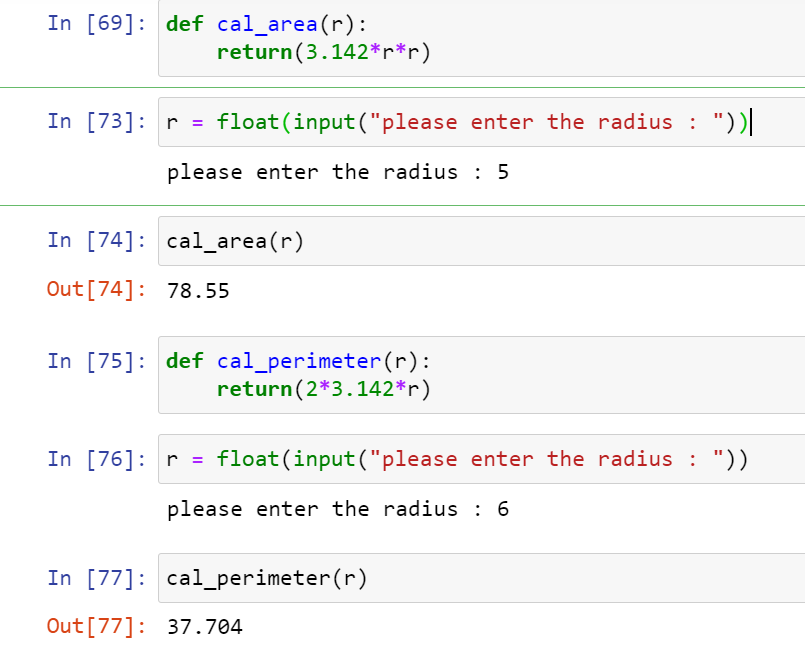 In [69]: def cal_area(r):
    return(3.142*r*r)
In [73]: r = float(input("please enter the radius : "))
please enter the radius : 5
In [74]: cal_area(r)
Out[74]: 78.55
In [75]: def cal_perimeter(r):
    return(2*3.142*r)
In [76]: r = float(input("please enter the radius : "))
please enter the radius : 6
In [77]: cal_perimeter(r)
Out[77]: 37.704